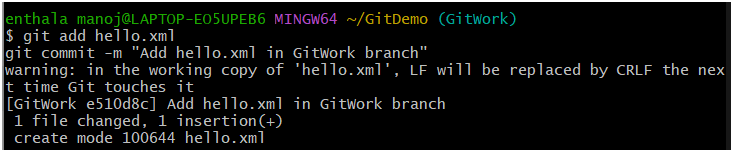 enthala manoj@LAPTOP-EO5UPEB6 MINGW64 ~/GitDemo (GitWork)
$ git add hello.xml
git commit -m "Add hello.xml in GitWork branch"
warning: in the working copy of 'hello.xml', LF will be replaced by CRLF the nex
t time Git touches it
[GitWork e510d8c] Add hello.xml in GitWork branch
 1 file changed, 1 insertion(+)
 create mode 100644 hello.xml